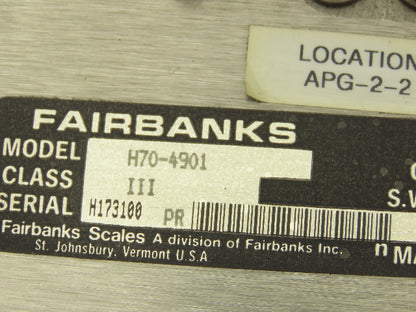 LOCATION
APG-2-2
FAIRBANKS
MODEL H70-4901
CLASS III
SERIAL H173100 PR
S.W
Fairbanks Scales A division of Fairbanks Inc.
St. Johnsbury, Vermont U.S.A
n MA